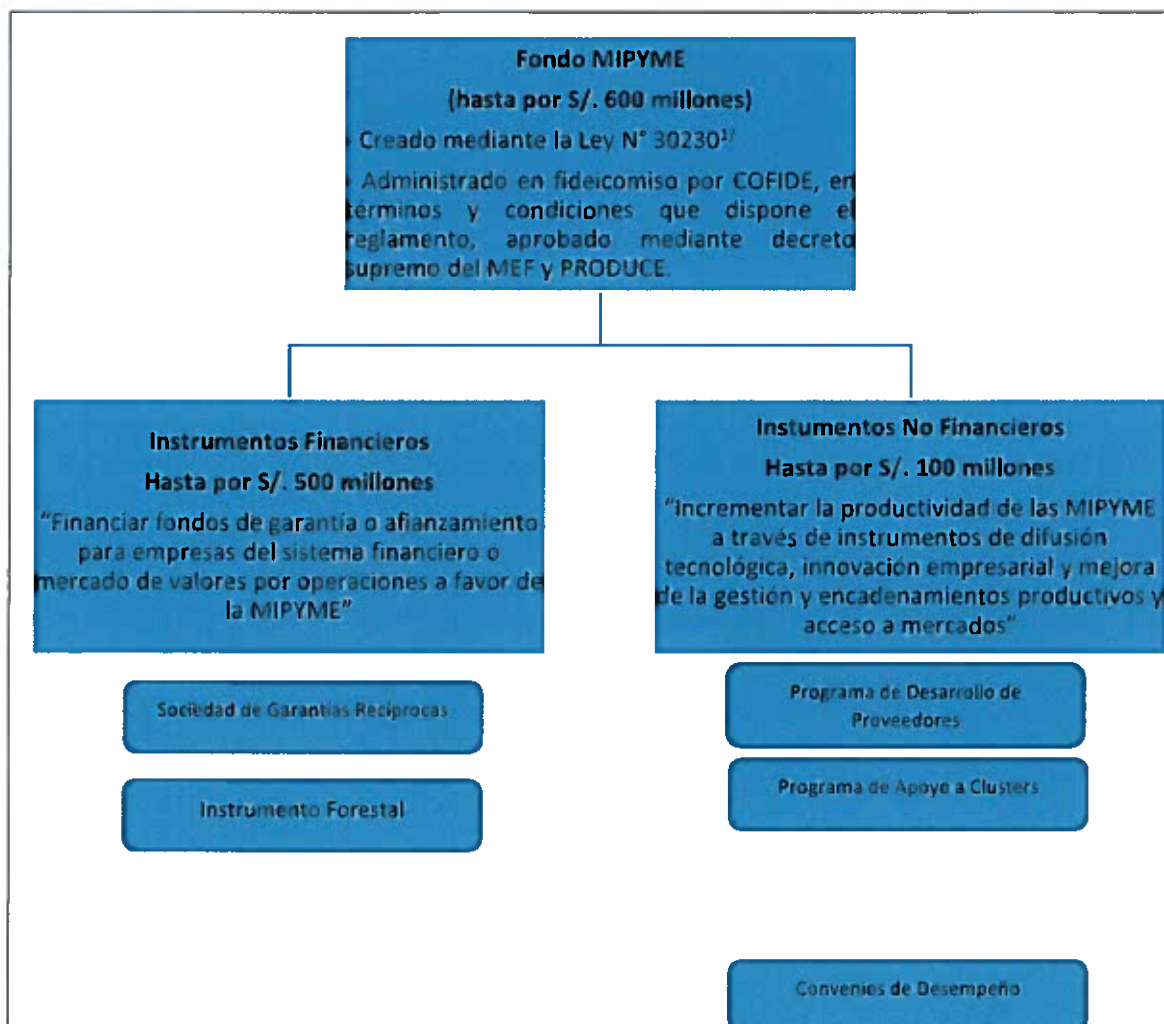 Fondo MIPYME
(hasta por S/. 600 millones)
Creado mediante la Ley N° 30230¹/
Administrado en fideicomiso por COFIDE, en
términos y condiciones que dispone el
reglamento, aprobado mediante decreto
supremo del MEF y PRODUCE.
Instrumentos Financieros
Hasta por S/. 500 millones
"Financiar fondos de garantía o afianzamiento
para empresas del sistema financiero o
mercado de valores por operaciones a favor de
la MIPYME"
Sociedad de Garantías Recíprocas
Instrumento Forestal
Instumentos No Financieros
Hasta por S/. 100 millones
"Incrementar la productividad de las MIPYME
a través de instrumentos de difusión
tecnológica, innovación empresarial y mejora
de la gestión y encadenamientos productivos y
acceso a mercados"
Programa de Desarrollo de
Proveedores
Programa de Apoyo a Clusters
Convenios de Desempeño